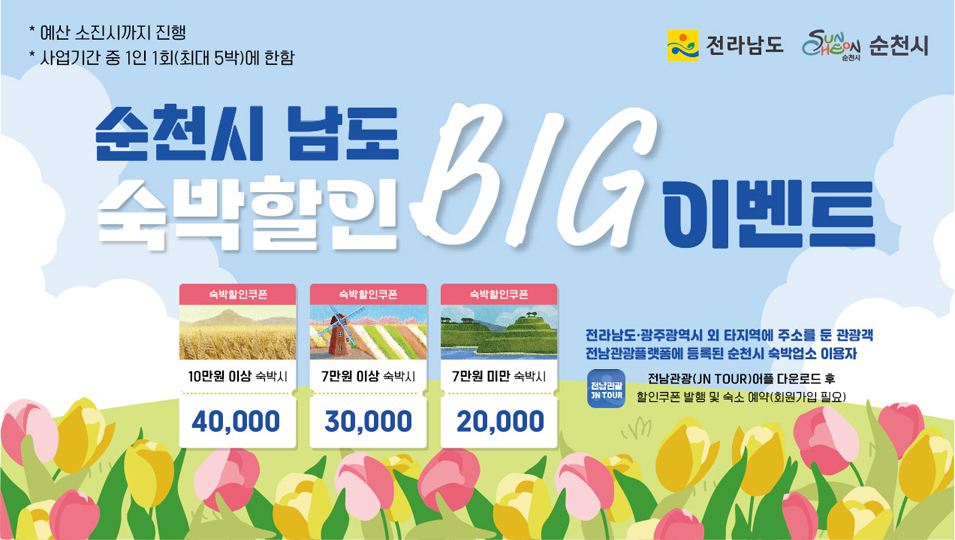 * 예산 소진시까지 진행
* 사업기간 중 1인 1회(최대 5박)에 한함
전라남도
SUNCHEON
순천시
순천시
순천시 남도
숙박할인 BIG 이벤트
숙박할인쿠폰
10만원 이상 숙박시
40,000
숙박할인쿠폰
7만원 이상 숙박시
30,000
숙박할인쿠폰
7만원 미만 숙박시
20,000
전라남도·광주광역시 외 타지역에 주소를 둔 관광객
전남관광플랫폼에 등록된 순천시 숙박업소 이용자
전남관광
JN TOUR
전남관광(JN TOUR)어플 다운로드 후
할인쿠폰 발행 및 숙소 예약(회원가입 필요)